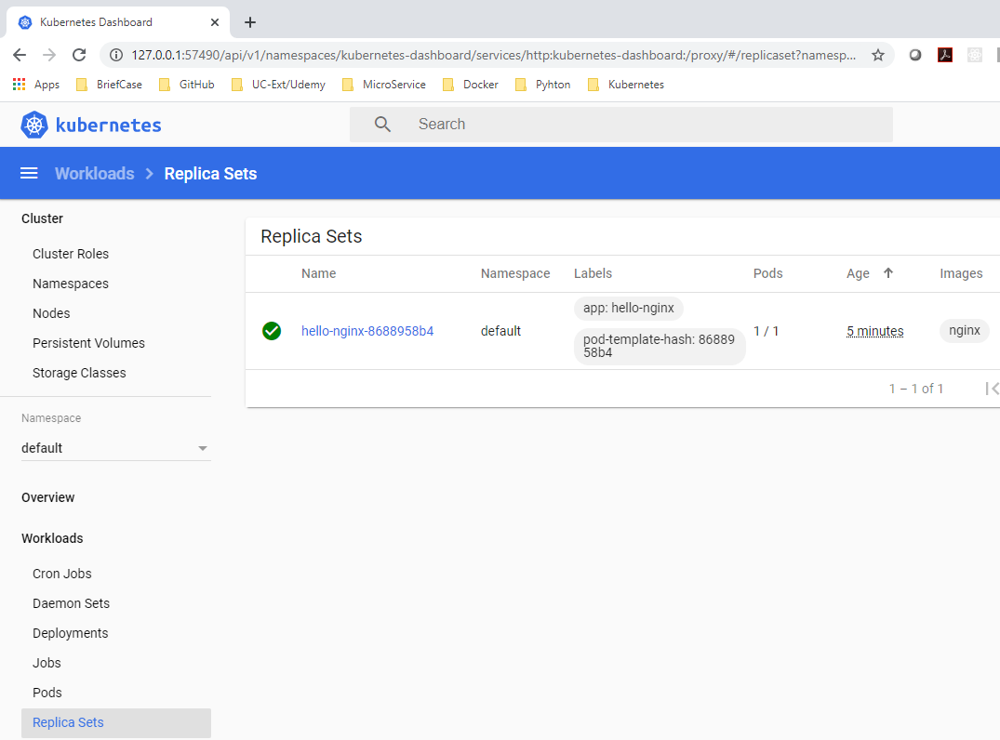 Kubernetes Dashboard
127.0.0.1:57490/api/v1/namespaces/kubernetes-dashboard/services/http:kubernetes-dashboard:/proxy/#/replicaset?namesp...
Apps BriefCase GitHub UC-Ext/Udemy MicroService Docker Pyhton Kubernetes
kubernetes
Search
Workloads > Replica Sets
Cluster
Cluster Roles
Namespaces
Nodes
Persistent Volumes
Storage Classes
Namespace
default
Overview
Workloads
Cron Jobs
Daemon Sets
Deployments
Jobs
Pods
Replica Sets
Replica Sets
Name Namespace Labels Pods Age Images
hello-nginx-8688958b4 default
app: hello-nginx
pod-template-hash: 86889
58b4
1 / 1 5 minutes nginx
1 – 1 of 1